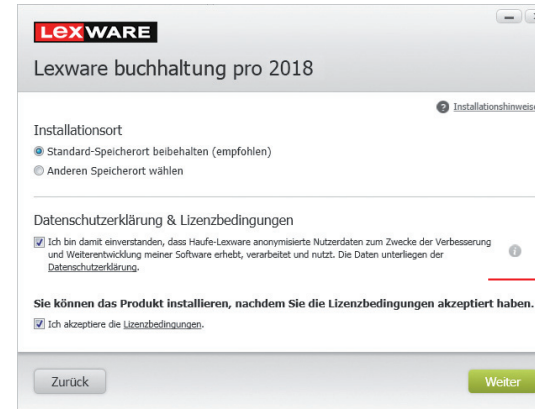 LEXWARE
Lexware buchhaltung pro 2018
Installationshinweise
Installationsort
Standard-Speicherort beibehalten (empfohlen)
Anderen Speicherort wählen
Datenschutzerklärung & Lizenzbedingungen
Ich bin damit einverstanden, dass Haufe-Lexware anonymisierte Nutzerdaten zum Zwecke der Verbesserung
und Weiterentwicklung meiner Software erhebt, verarbeitet und nutzt. Die Daten unterliegen der
Datenschutzerklärung.
Sie können das Produkt installieren, nachdem Sie die Lizenzbedingungen akzeptiert haben.
Ich akzeptiere die Lizenzbedingungen.
Zurück
Weiter